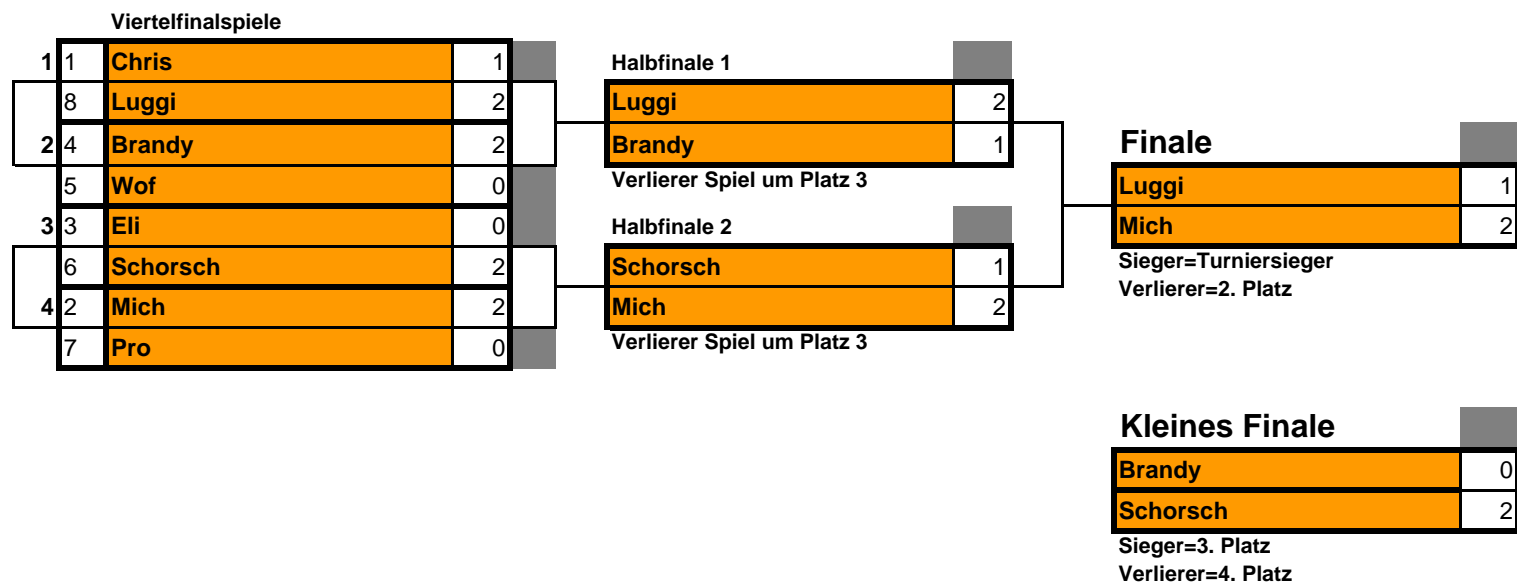 Viertelfinalspiele
1 1 Chris 1
8 Luggi 2
2 4 Brandy 2
5 Wof 0
3 3 Eli 0
6 Schorsch 2
4 2 Mich 2
7 Pro 0
Halbfinale 1
Luggi 2
Brandy 1
Verlierer Spiel um Platz 3
Halbfinale 2
Schorsch 1
Mich 2
Verlierer Spiel um Platz 3
Finale
Luggi 1
Mich 2
Sieger=Turniersieger
Verlierer=2. Platz
Kleines Finale
Brandy 0
Schorsch 2
Sieger=3. Platz
Verlierer=4. Platz